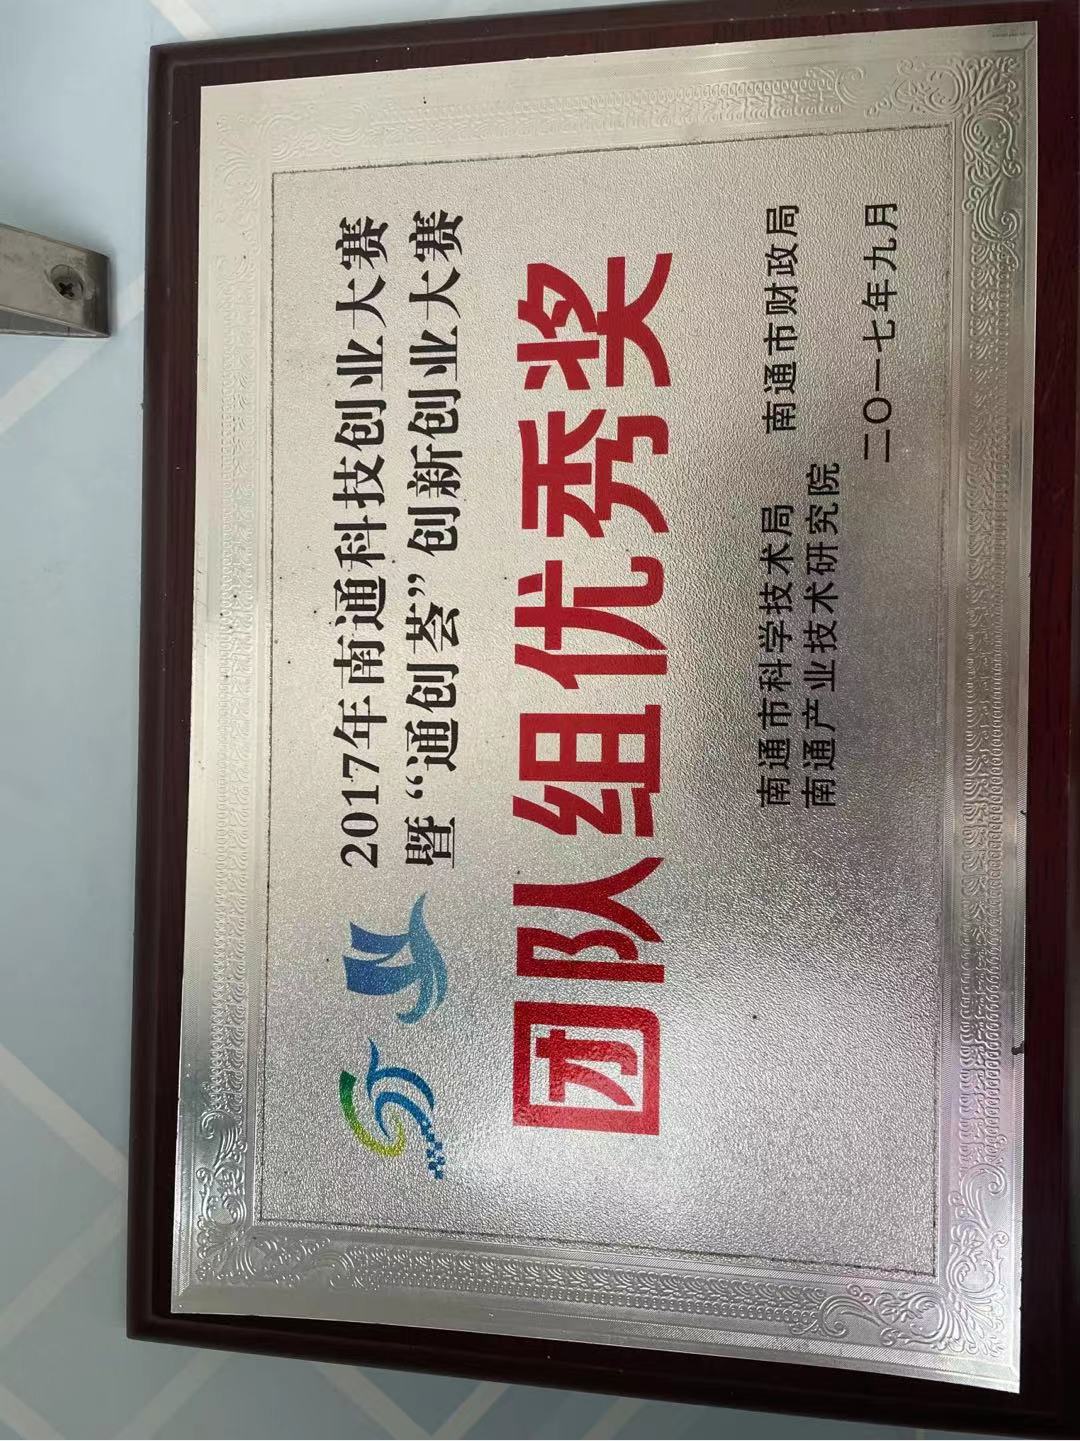 2017年南通科技创业大赛
暨“通创荟”创新创业大赛
团队组优秀奖
南通市科学技术局 南通市财政局
南通产业技术研究院
二〇一七年九月